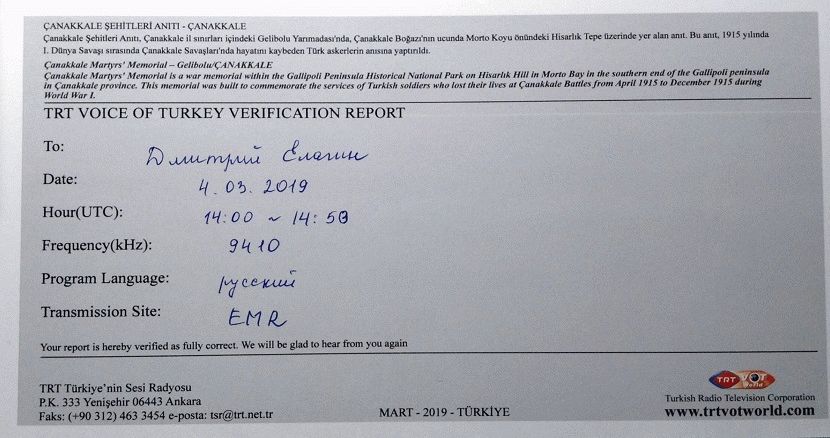 ÇANAKKALE ŞEHİTLERİ ANITI - ÇANAKKALE
Çanakkale Şehitleri Anıtı, Çanakkale il sınırları içindeki Gelibolu Yarımadası'nda, Çanakkale Boğazı'nın ucunda Morto Koyu önündeki Hisarlık Tepe üzerinde yer alan anıt. Bu anıt, 1915 yılında
I. Dünya Savaşı sırasında Çanakkale Savaşları'nda hayatını kaybeden Türk askerlerin anısına yaptırıldı.
Çanakkale Martyrs' Memorial – Gelibolu/ÇANAKKALE
Çanakkale Martyrs' Memorial is a war memorial within the Gallipoli Peninsula Historical National Park on Hisarlık Hill in Morto Bay in the southern end of the Gallipoli peninsula
in Çanakkale province. This memorial was built to commemorate the services of Turkish soldiers who lost their lives at Çanakkale Battles from April 1915 to December 1915 during
World War I.
TRT VOICE OF TURKEY VERIFICATION REPORT
To: Дмитрий Елагин
Date: 4.03.2019
Hour(UTC): 14:00 ~ 14:50
Frequency(kHz): 9410
Program Language: русский
Transmission Site: EMR
Your report is hereby verified as fully correct. We will be glad to hear from you again
TRT Türkiye'nin Sesi Radyosu
P.K. 333 Yenişehir 06443 Ankara
Faks: (+90 312) 463 3454 e-posta: tsr@trt.net.tr
MART - 2019 - TÜRKİYE
TRT VOT WORLD
Turkish Radio Television Corporation
www.trtvotworld.com